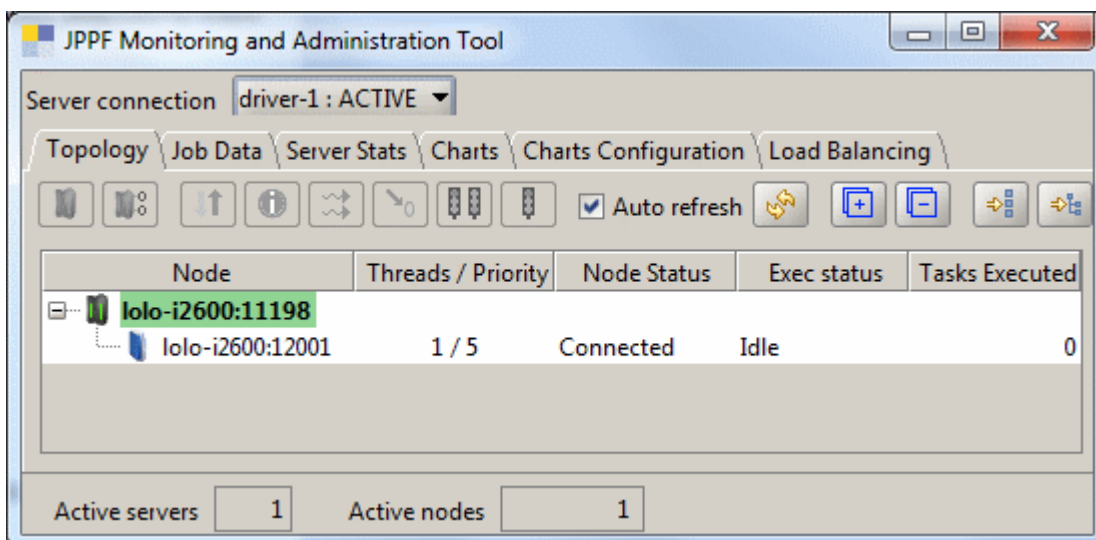 JPPF Monitoring and Administration Tool
Server connection driver-1 : ACTIVE
Topology Job Data Server Stats Charts Charts Configuration Load Balancing
Auto refresh
Node Threads / Priority Node Status Exec status Tasks Executed
lolo-i2600:11198
lolo-i2600:12001 1 / 5 Connected Idle 0
Active servers 1 Active nodes 1